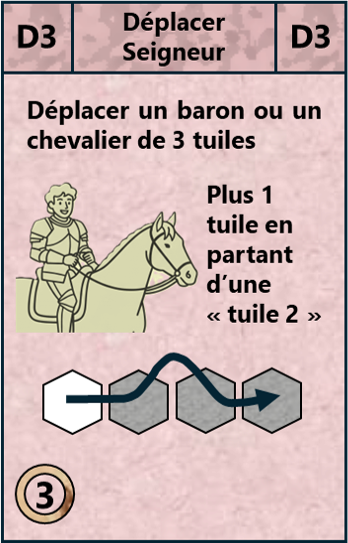 D3
Déplacer
Seigneur
D3
Déplacer un baron ou un
chevalier de 3 tuiles
Plus 1
tuile en
partant
d’une
« tuile 2 »
3